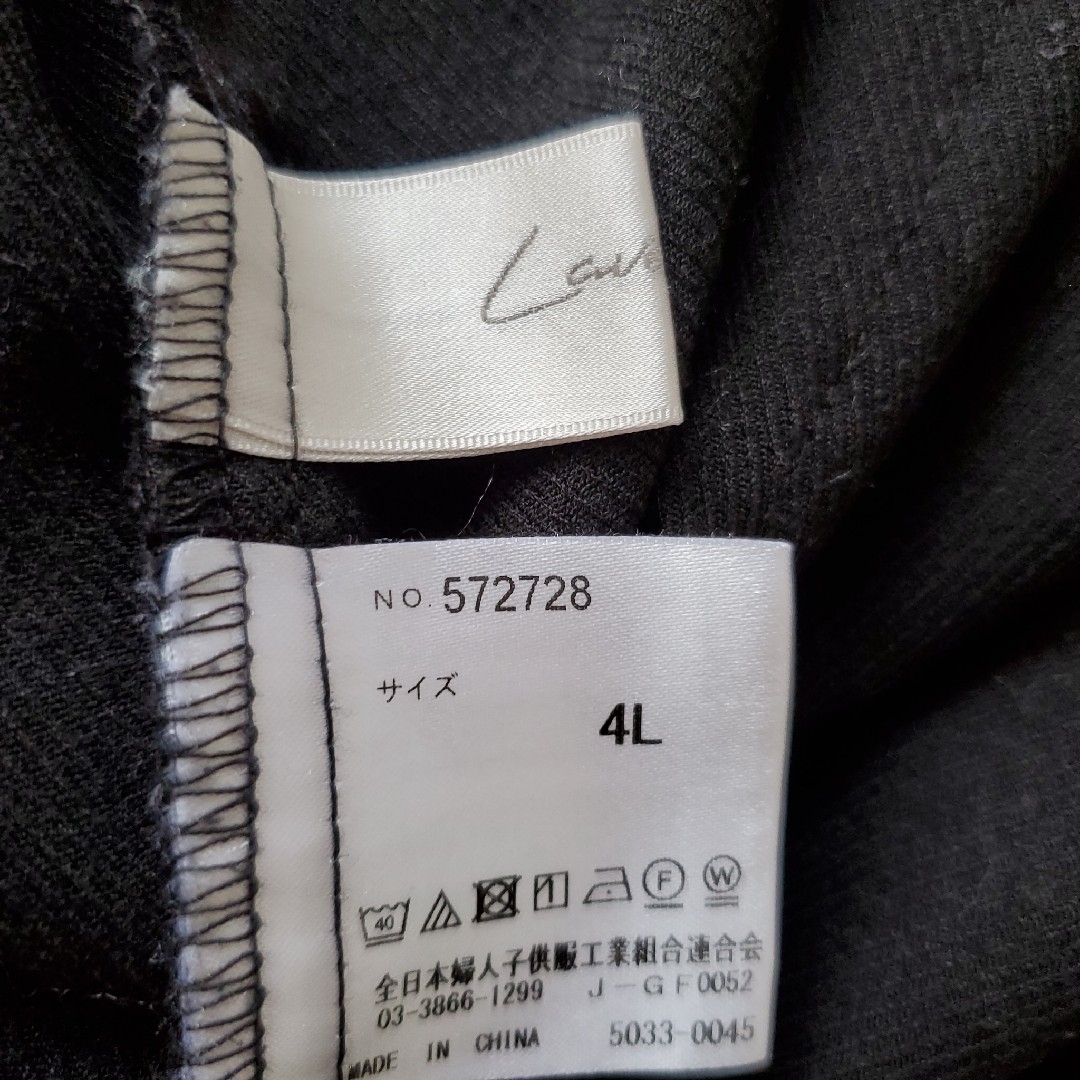 NO. 572728
サイズ
4L
40 F W
全日本婦人子供服工業組合連合会
03-3866-1299 J-GF0052
MADE IN CHINA 5033-0045